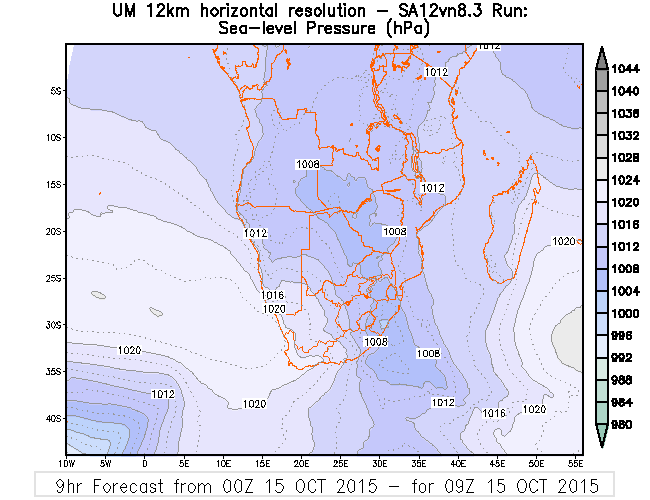 UM 12km horizontal resolution – SA12vn8.3 Run:
Sea-level Pressure (hPa)
1012
1012
1044
1040
1036
1032
1028
1024
1020
1016
1012
1008
1004
1000
996
992
988
984
980
5S
10S
15S
20S
25S
30S
35S
40S
1008
1012
1012
1008
1020
1016
1020
1008
1008
1020
1012
1020
1012
1016
1020
10W 5W 0 5E 10E 15E 20E 25E 30E 35E 40E 45E 50E 55E
9hr Forecast from 00Z 15 OCT 2015 – for 09Z 15 OCT 2015